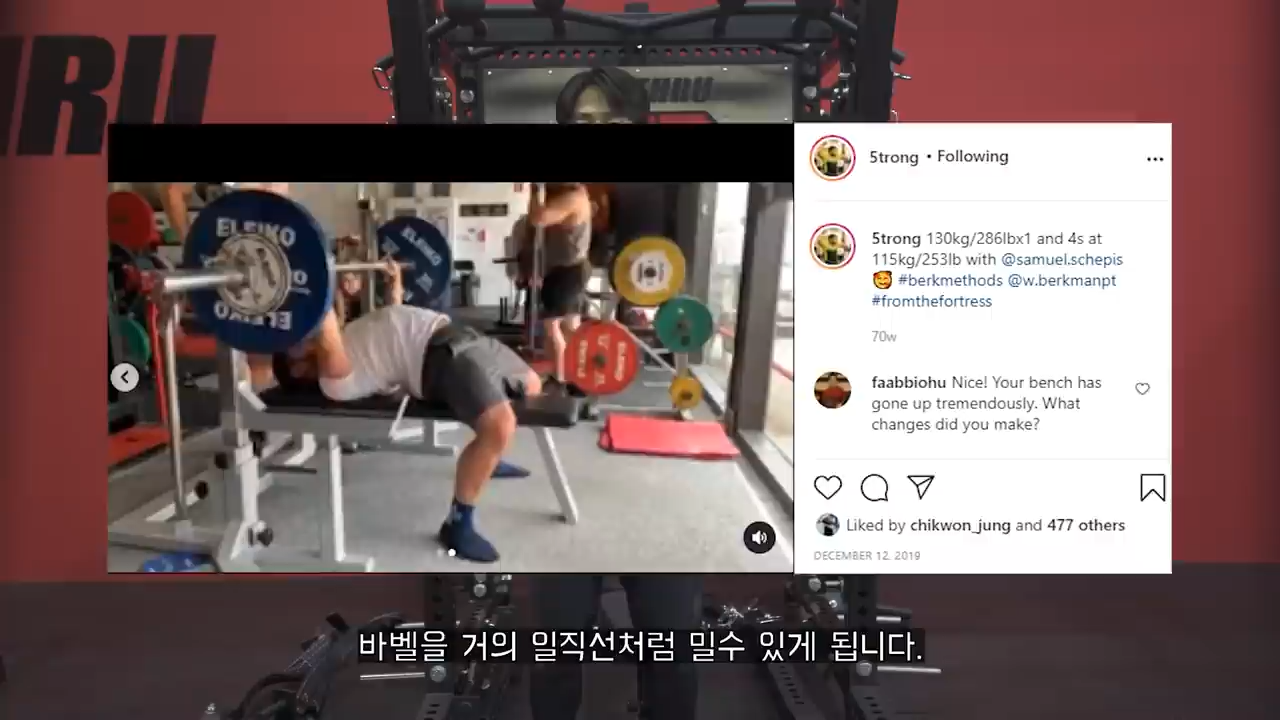 ELEIKO
ELEIKO
ELEIKO
5trong • Following
5trong 130kg/286lbx1 and 4s at
115kg/253lb with @samuel.schepis
🥰 #berkmethods @w.berkmanpt
#fromthefortress
70w
faabbiohu Nice! Your bench has
gone up tremendously. What
changes did you make?
Liked by chikwon_jung and 477 others
DECEMBER 12, 2019
바벨을 거의 일직선처럼 밀수 있게 됩니다.